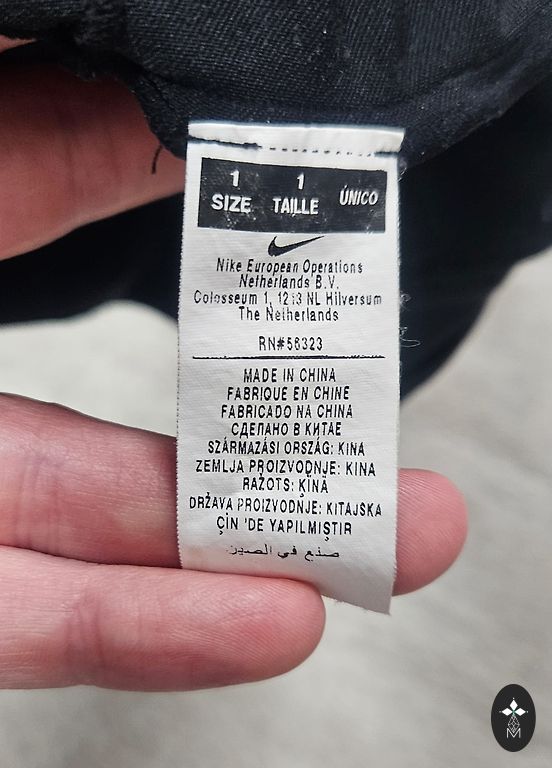 1 1
SIZE TAILLE ÚNICO
Nike European Operations
Netherlands B.V.
Colosseum 1, 1213 NL Hilversum
The Netherlands
RN#56323
MADE IN CHINA
FABRIQUE EN CHINE
FABRICADO NA CHINA
СДЕЛАНО В КИТАЕ
SZÁRMAZÁSI ORSZÁG: KINA
ZEMLJA PROIZVODNJE: KINA
RAŽOTS: ĶĪNĀ
DRŽAVA PROIZVODNJE: KITAJSKA
ÇİN 'DE YAPILMIŞTIR
صنع في الصين
M